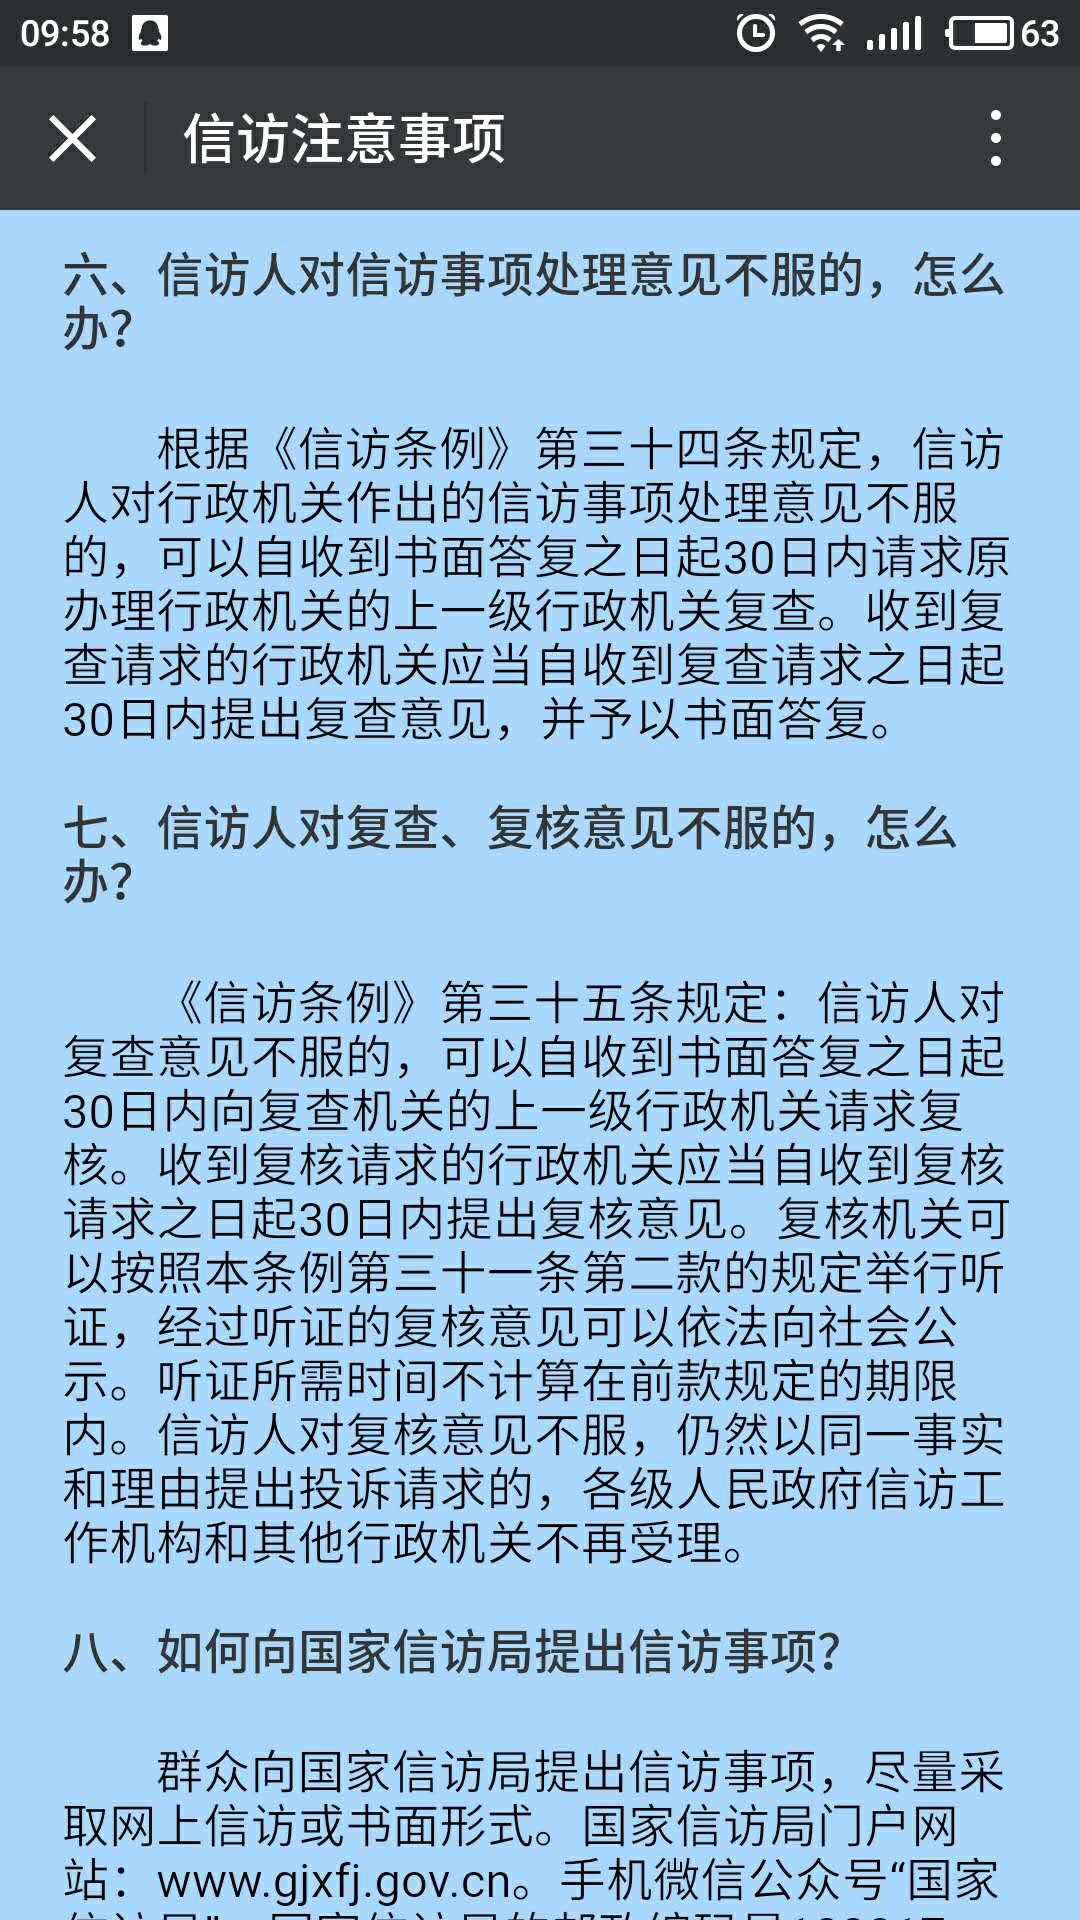 09:58
63
信访注意事项
六、信访人对信访事项处理意见不服的，怎么
办？
根据《信访条例》第三十四条规定，信访
人对行政机关作出的信访事项处理意见不服
的，可以自收到书面答复之日起30日内请求原
办理行政机关的上一级行政机关复查。收到复
查请求的行政机关应当自收到复查请求之日起
30日内提出复查意见，并予以书面答复。
七、信访人对复查、复核意见不服的，怎么
办？
《信访条例》第三十五条规定：信访人对
复查意见不服的，可以自收到书面答复之日起
30日内向复查机关的上一级行政机关请求复
核。收到复核请求的行政机关应当自收到复核
请求之日起30日内提出复核意见。复核机关可
以按照本条例第三十一条第二款的规定举行听
证，经过听证的复核意见可以依法向社会公
示。听证所需时间不计算在前款规定的期限
内。信访人对复核意见不服，仍然以同一事实
和理由提出投诉请求的，各级人民政府信访工
作机构和其他行政机关不再受理。
八、如何向国家信访局提出信访事项？
群众向国家信访局提出信访事项，尽量采
取网上信访或书面形式。国家信访局门户网
站：www.gjxfj.gov.cn。手机微信公众号“国家